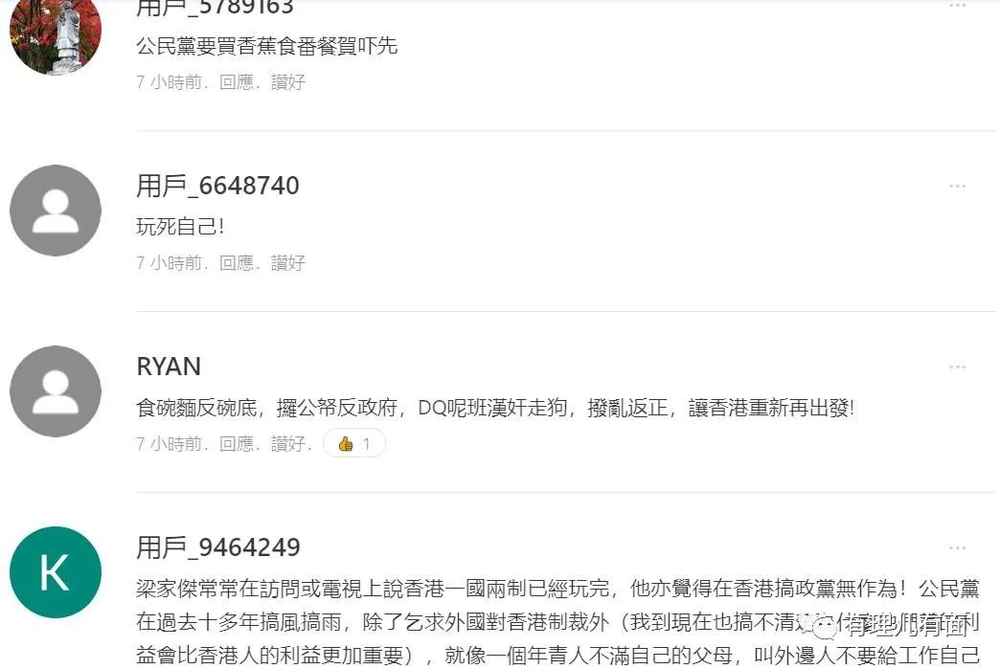 用戶_5789163
公民黨要買香蕉食番餐賀吓先
7 小時前．回應．讚好
用戶_6648740
玩死自己！
7 小時前．回應．讚好
RYAN
食碗麵反碗底，攞公帑反政府，DQ呢班漢奸走狗，撥亂返正，讓香港重新再出發！
7 小時前．回應．讚好． 👍 1
K
用戶_9464249
梁家傑常常在訪問或電視上說香港一國兩制已經玩完，他亦覺得在香港搞政黨無作為！公民黨
在過去十多年搞風搞雨，除了乞求外國對香港制裁外（我到現在也搞不清
的利
有理儿有面
益會比香港人的利益更加重要），就像一個年青人不滿自己的父母，叫外邊人不要給工作自己